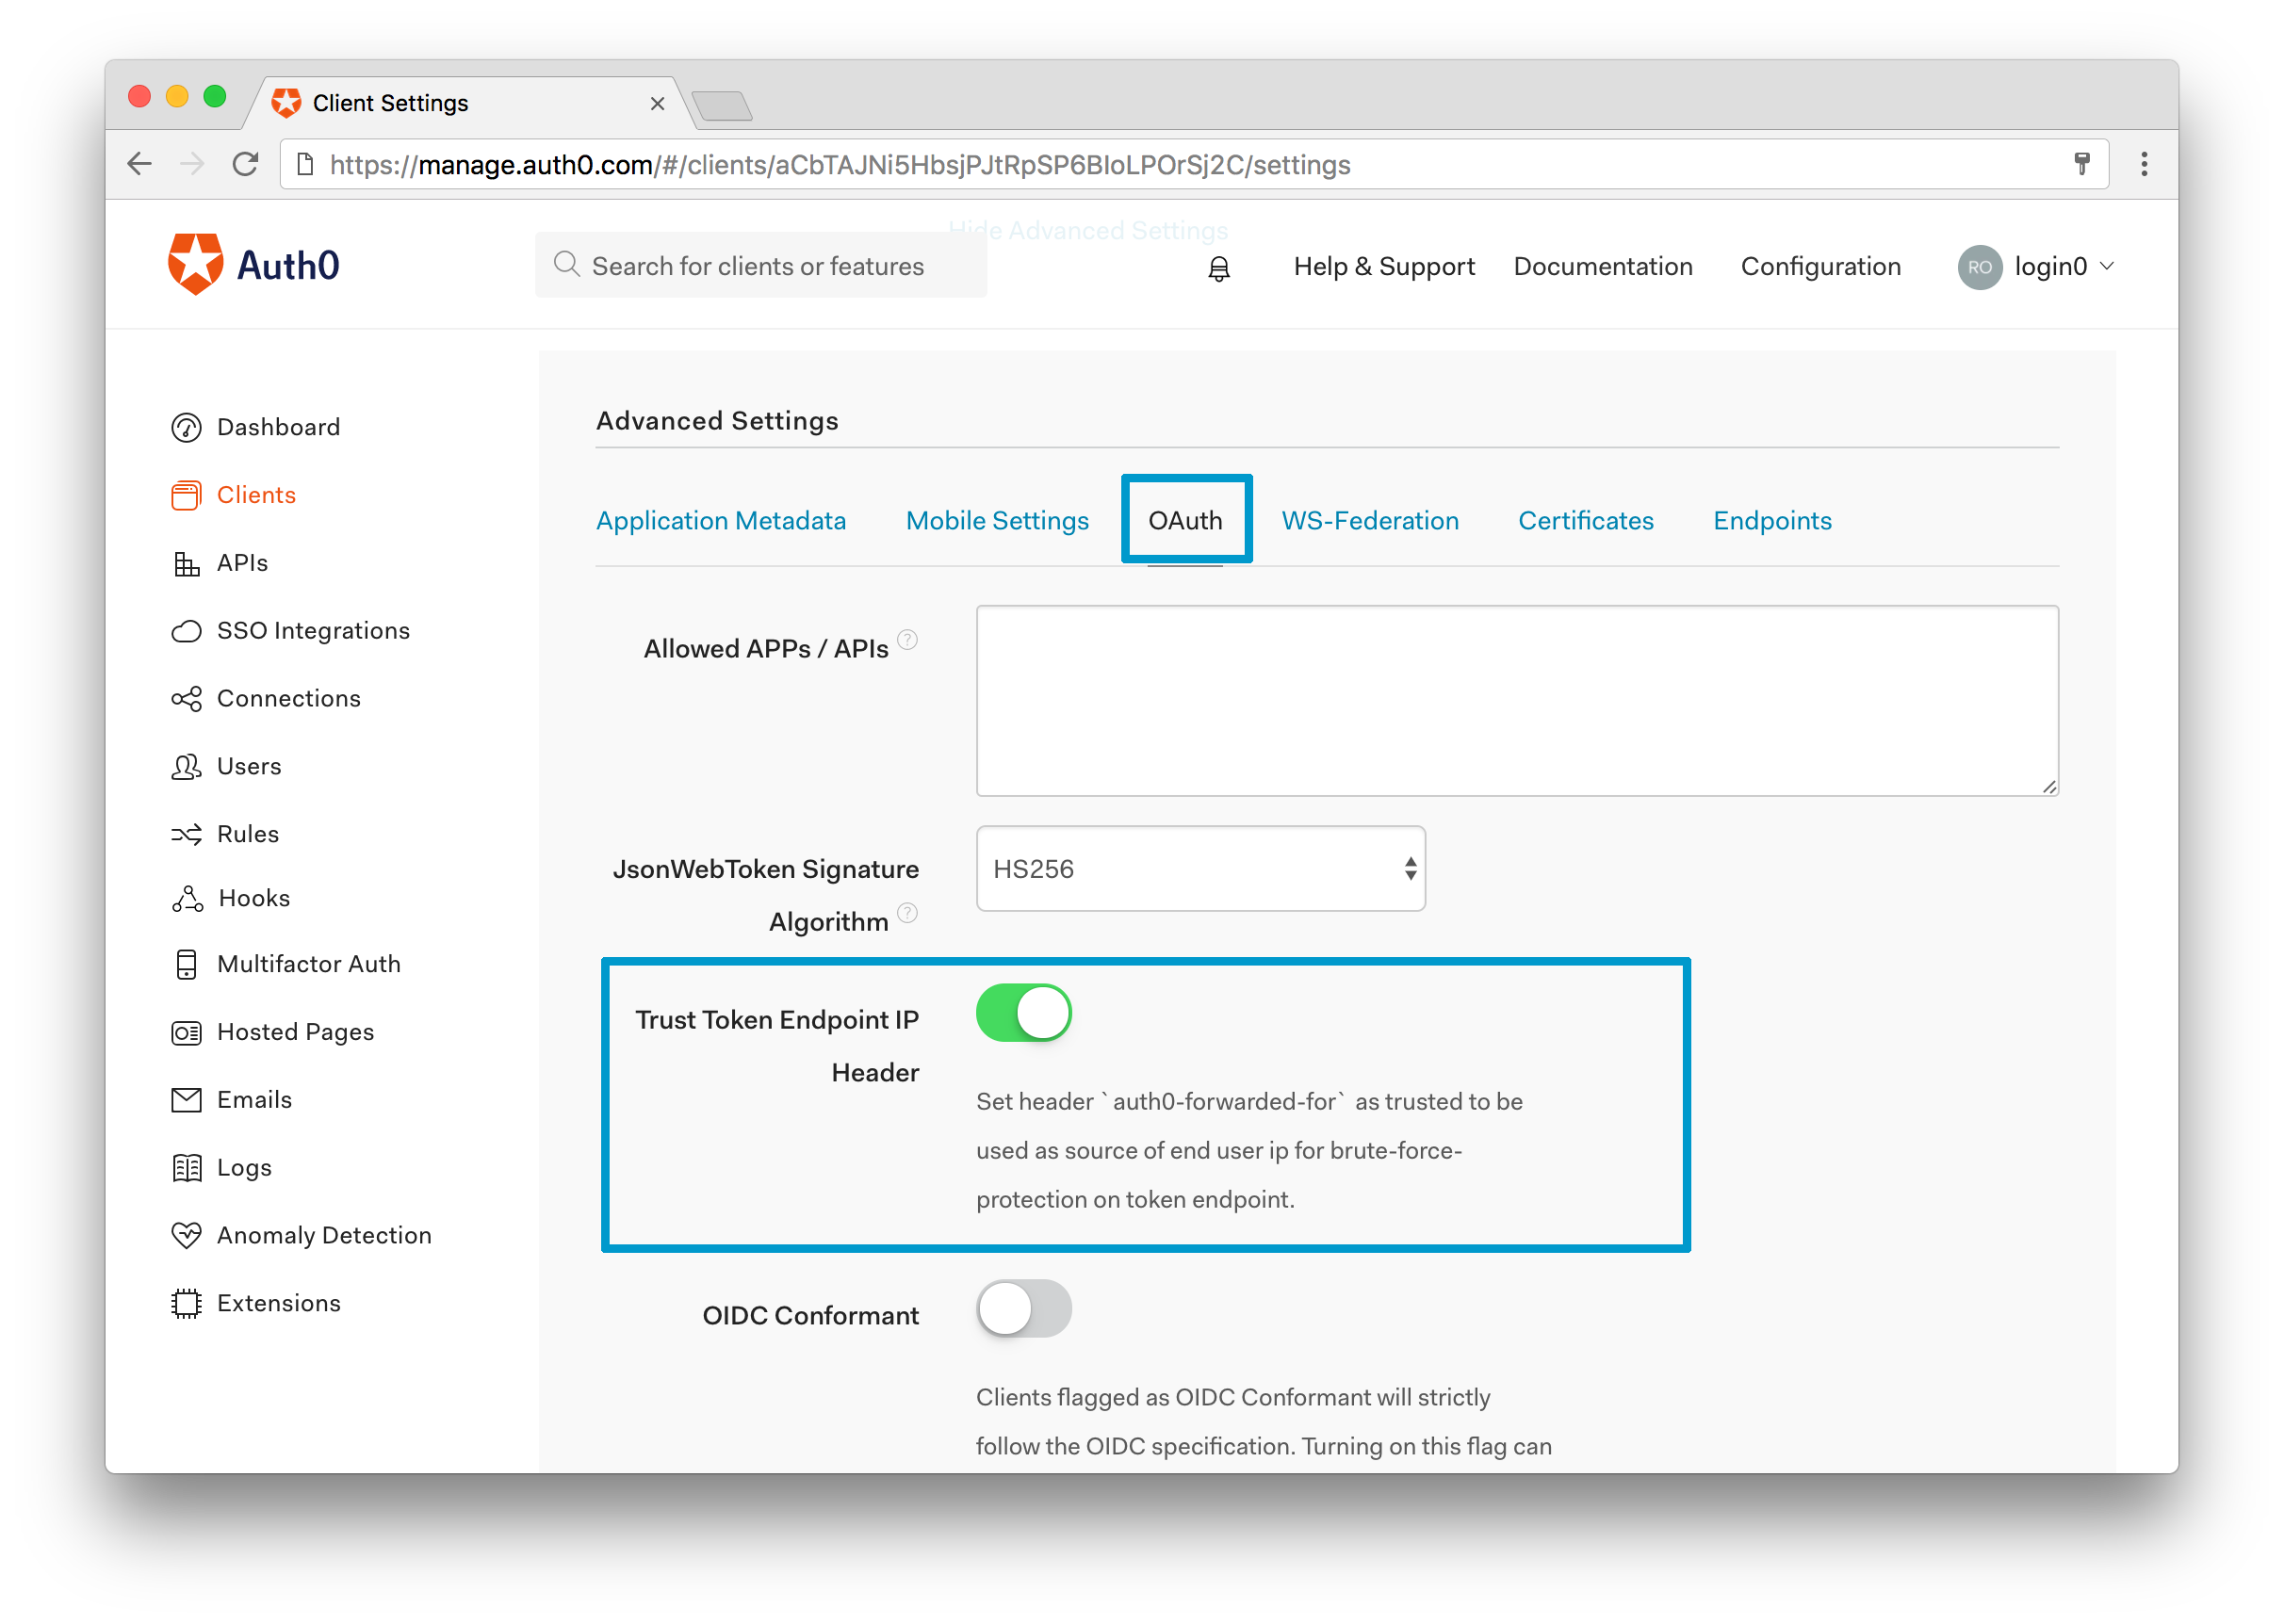 Client Settings
https://manage.auth0.com/#/clients/aCbTAJNi5HbsjPJtRpSP6BIoLPOrSj2C/settings
Hide Advanced Settings
Auth0
Search for clients or features
Help & Support
Documentation
Configuration
RO
login0
Dashboard
Clients
APIs
SSO Integrations
Connections
Users
Rules
Hooks
Multifactor Auth
Hosted Pages
Emails
Logs
Anomaly Detection
Extensions
Advanced Settings
Application Metadata
Mobile Settings
OAuth
WS-Federation
Certificates
Endpoints
Allowed APPs / APIs ?
JsonWebToken Signature
Algorithm ?
HS256
Trust Token Endpoint IP
Header
Set header `auth0-forwarded-for` as trusted to be
used as source of end user ip for brute-force-
protection on token endpoint.
OIDC Conformant
Clients flagged as OIDC Conformant will strictly
follow the OIDC specification. Turning on this flag can